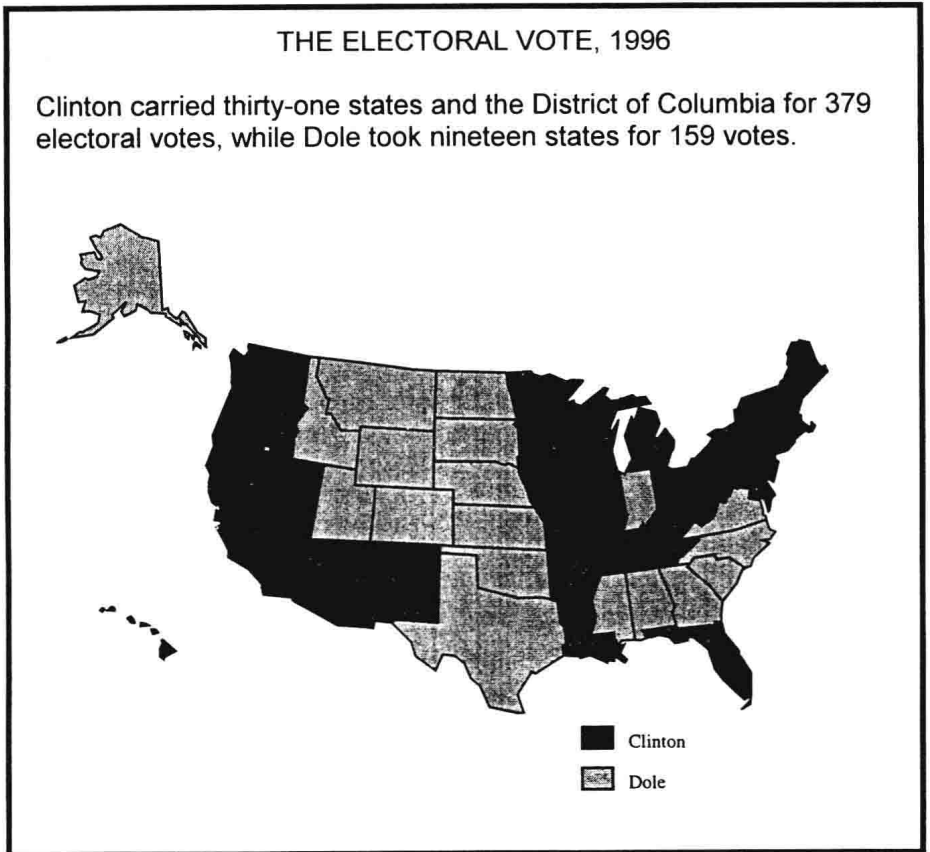 THE ELECTORAL VOTE, 1996
Clinton carried thirty-one states and the District of Columbia for 379
electoral votes, while Dole took nineteen states for 159 votes.
Clinton
Dole